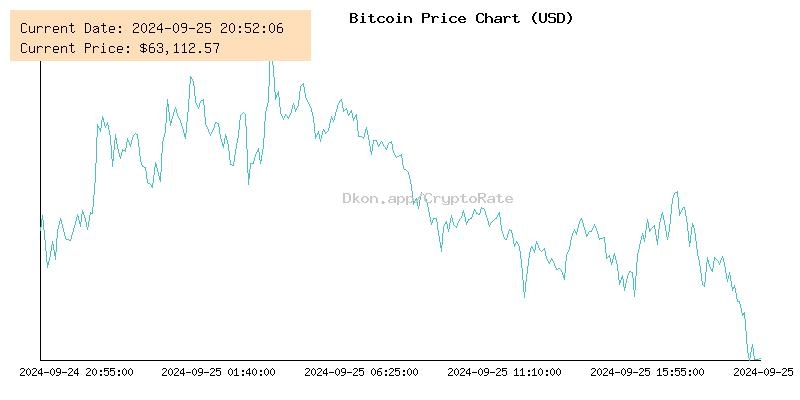 Bitcoin Price Chart (USD)
Current Date: 2024-09-25 20:52:06
Current Price: $63,112.57
Dkon.app/CryptoRate
2024-09-24 20:55:00 2024-09-25 01:40:00 2024-09-25 06:25:00 2024-09-25 11:10:00 2024-09-25 15:55:00 2024-09-25